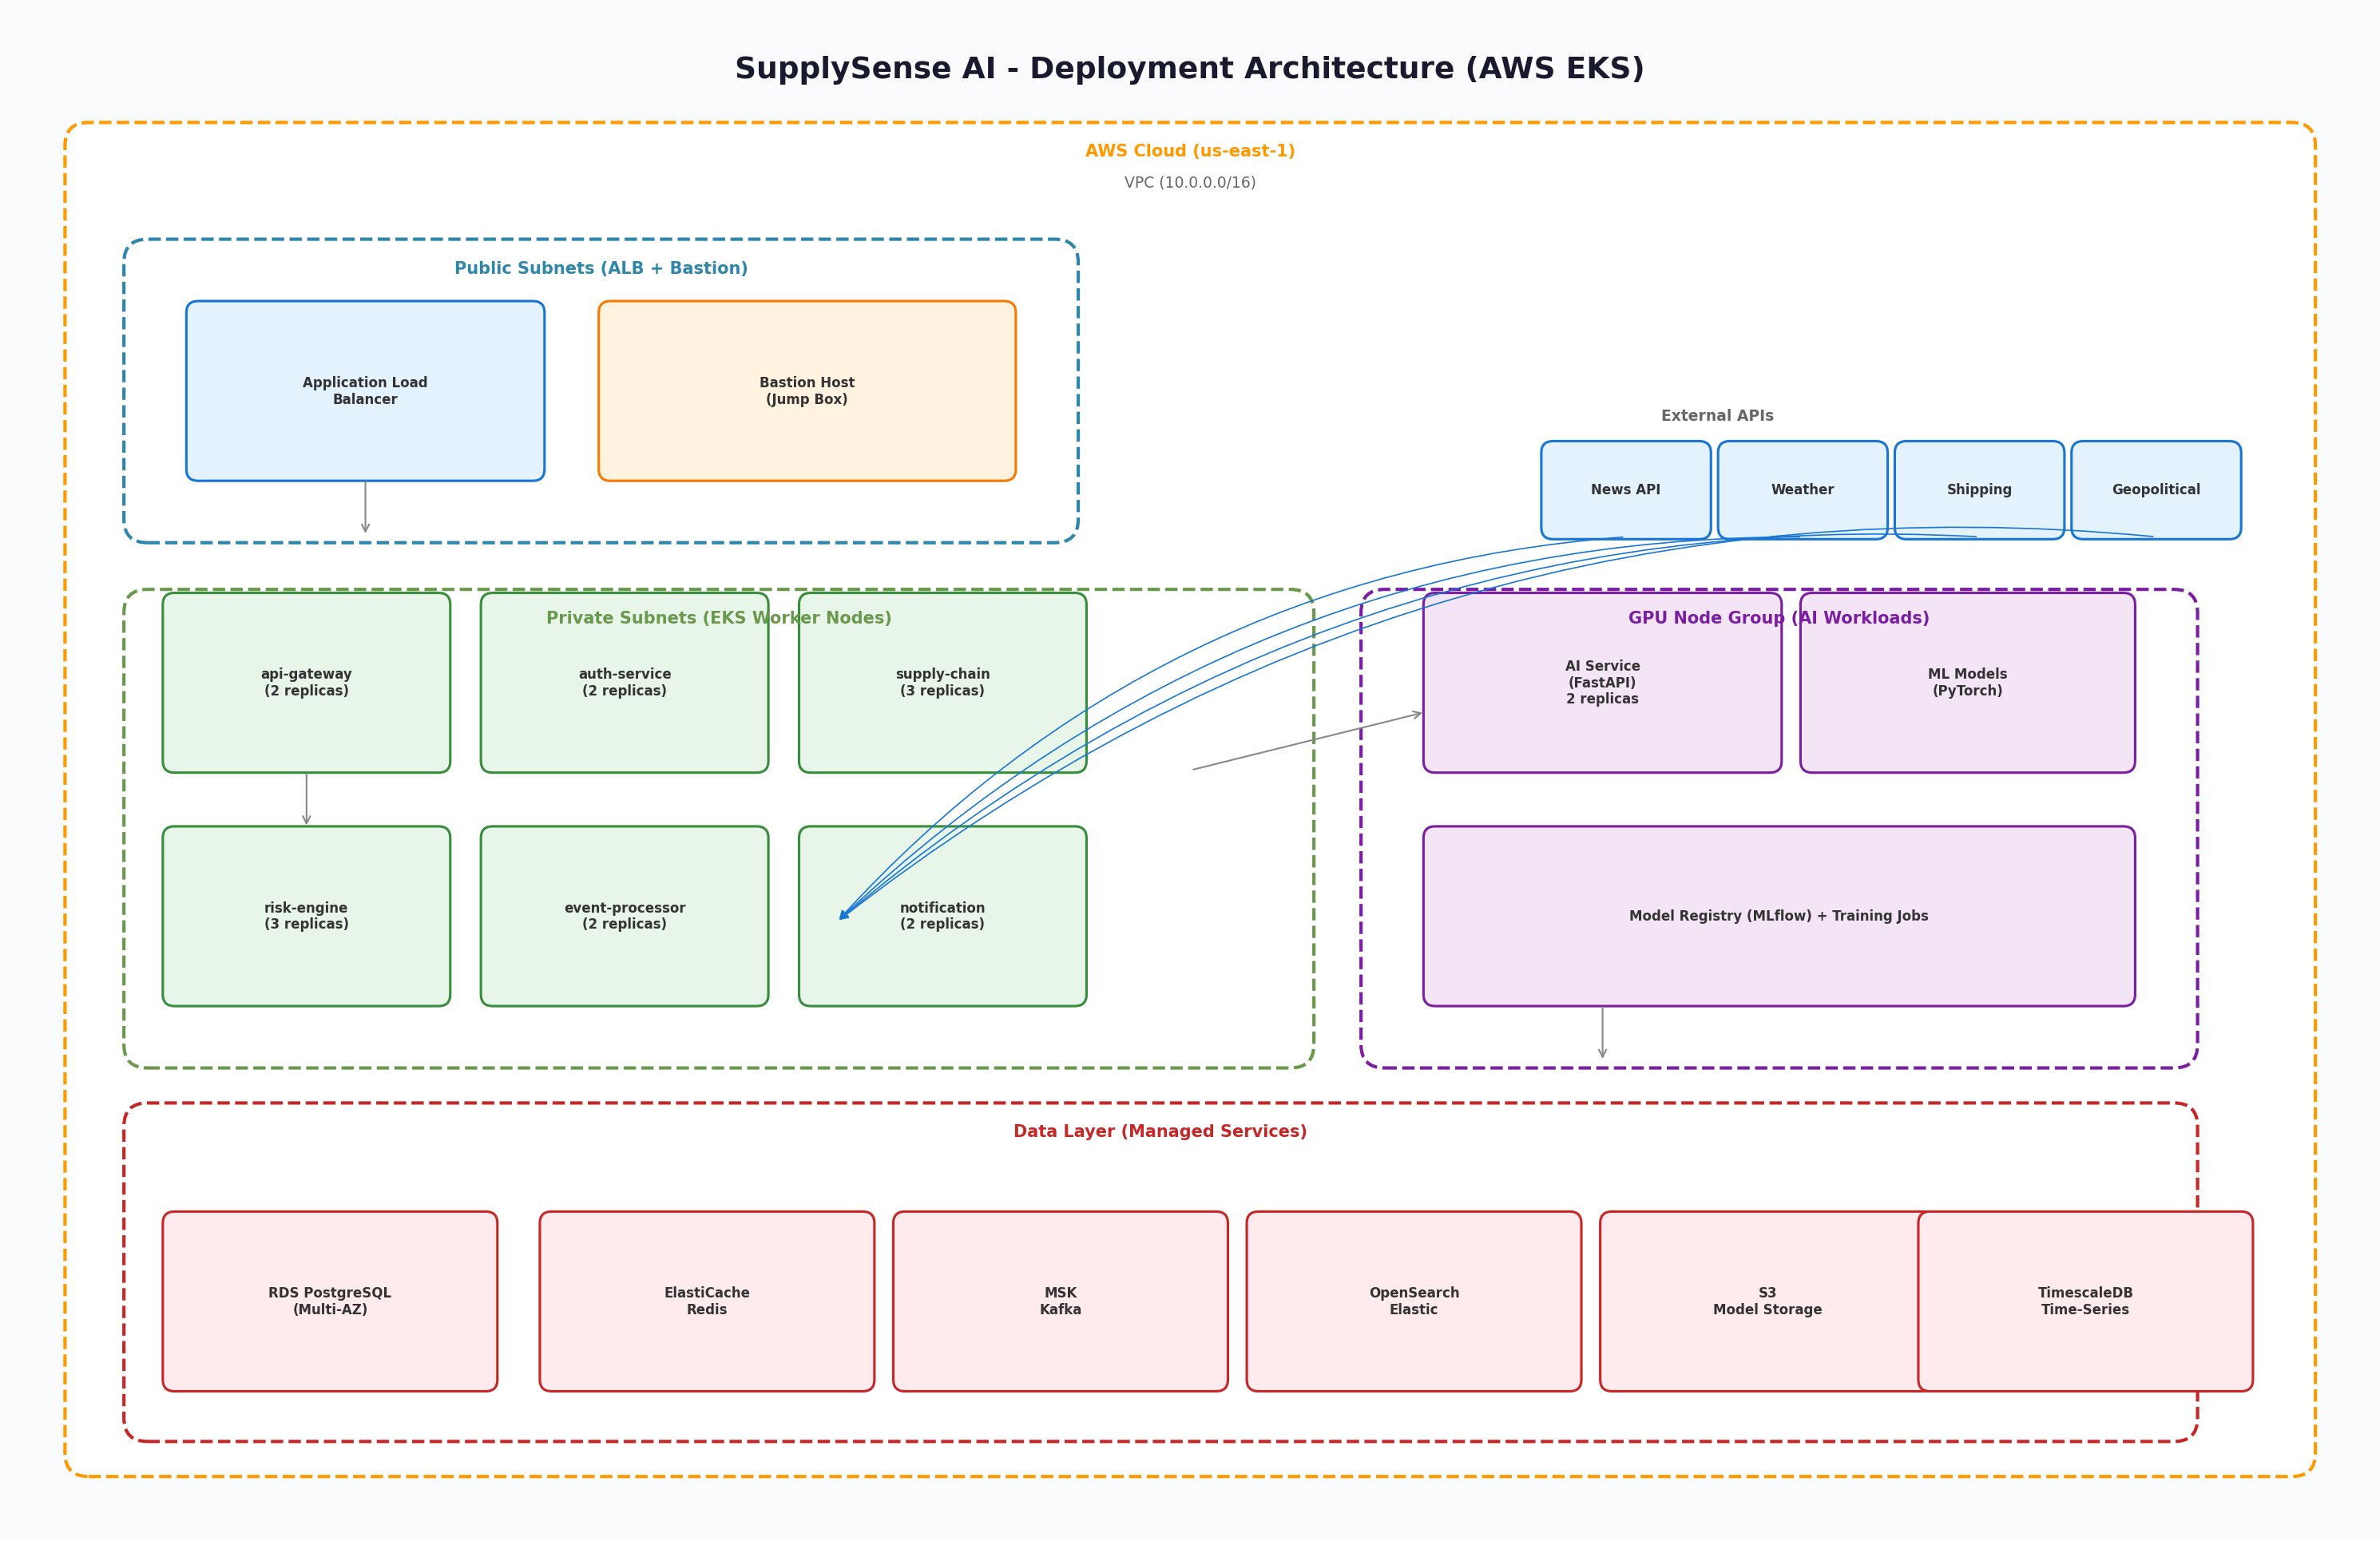 SupplySense AI - Deployment Architecture (AWS EKS)
AWS Cloud (us-east-1)
VPC (10.0.0.0/16)
Public Subnets (ALB + Bastion)
Application Load
Balancer
Bastion Host
(Jump Box)
External APIs
News API
Weather
Shipping
Geopolitical
Private Subnets (EKS Worker Nodes)
api-gateway
(2 replicas)
auth-service
(2 replicas)
supply-chain
(3 replicas)
risk-engine
(3 replicas)
event-processor
(2 replicas)
notification
(2 replicas)
GPU Node Group (AI Workloads)
AI Service
(FastAPI)
2 replicas
ML Models
(PyTorch)
Model Registry (MLflow) + Training Jobs
Data Layer (Managed Services)
RDS PostgreSQL
(Multi-AZ)
ElastiCache
Redis
MSK
Kafka
OpenSearch
Elastic
S3
Model Storage
TimescaleDB
Time-Series